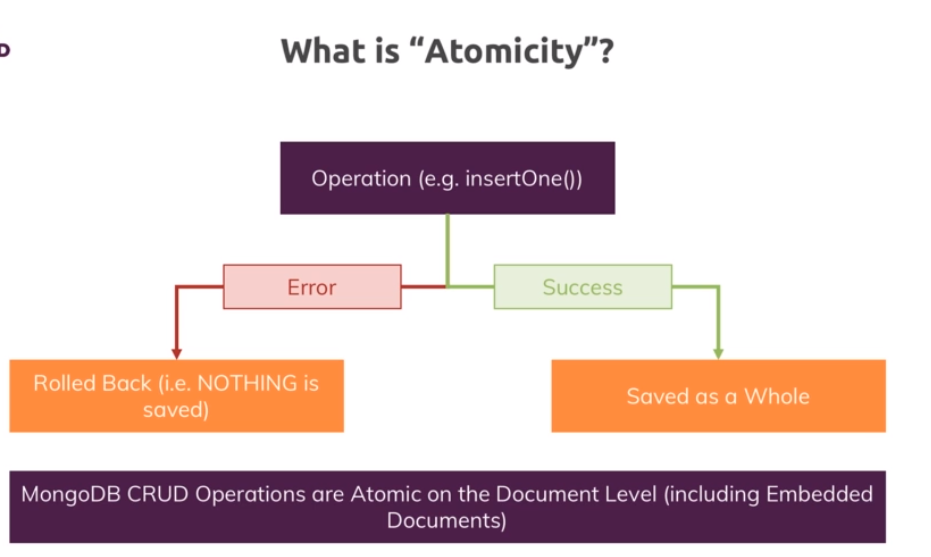 D
What is “Atomicity”?
Operation (e.g. insertOne())
Error
Success
Rolled Back (i.e. NOTHING is
saved)
Saved as a Whole
MongoDB CRUD Operations are Atomic on the Document Level (including Embedded
Documents)